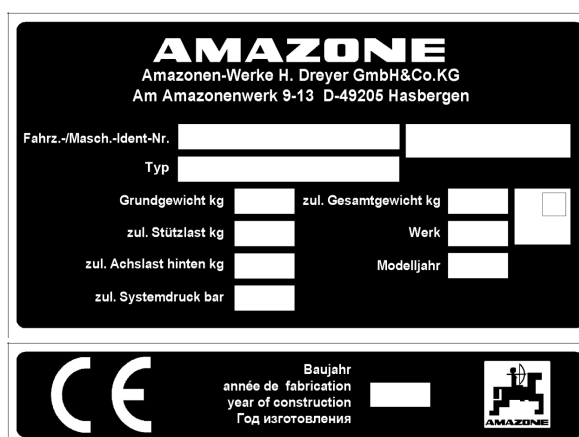 AMAZONE
Amazonen-Werke H. Dreyer GmbH&Co.KG
Am Amazonenwerk 9-13 D-49205 Hasbergen
Fahrz.-/Masch.-Ident-Nr.
Typ
Grundgewicht kg
zul. Gesamtgewicht kg
zul. Stützlast kg
Werk
zul. Achslast hinten kg
Modelljahr
zul. Systemdruck bar
CE
Baujahr
année de fabrication
year of construction
Год изготовления
AMAZONE